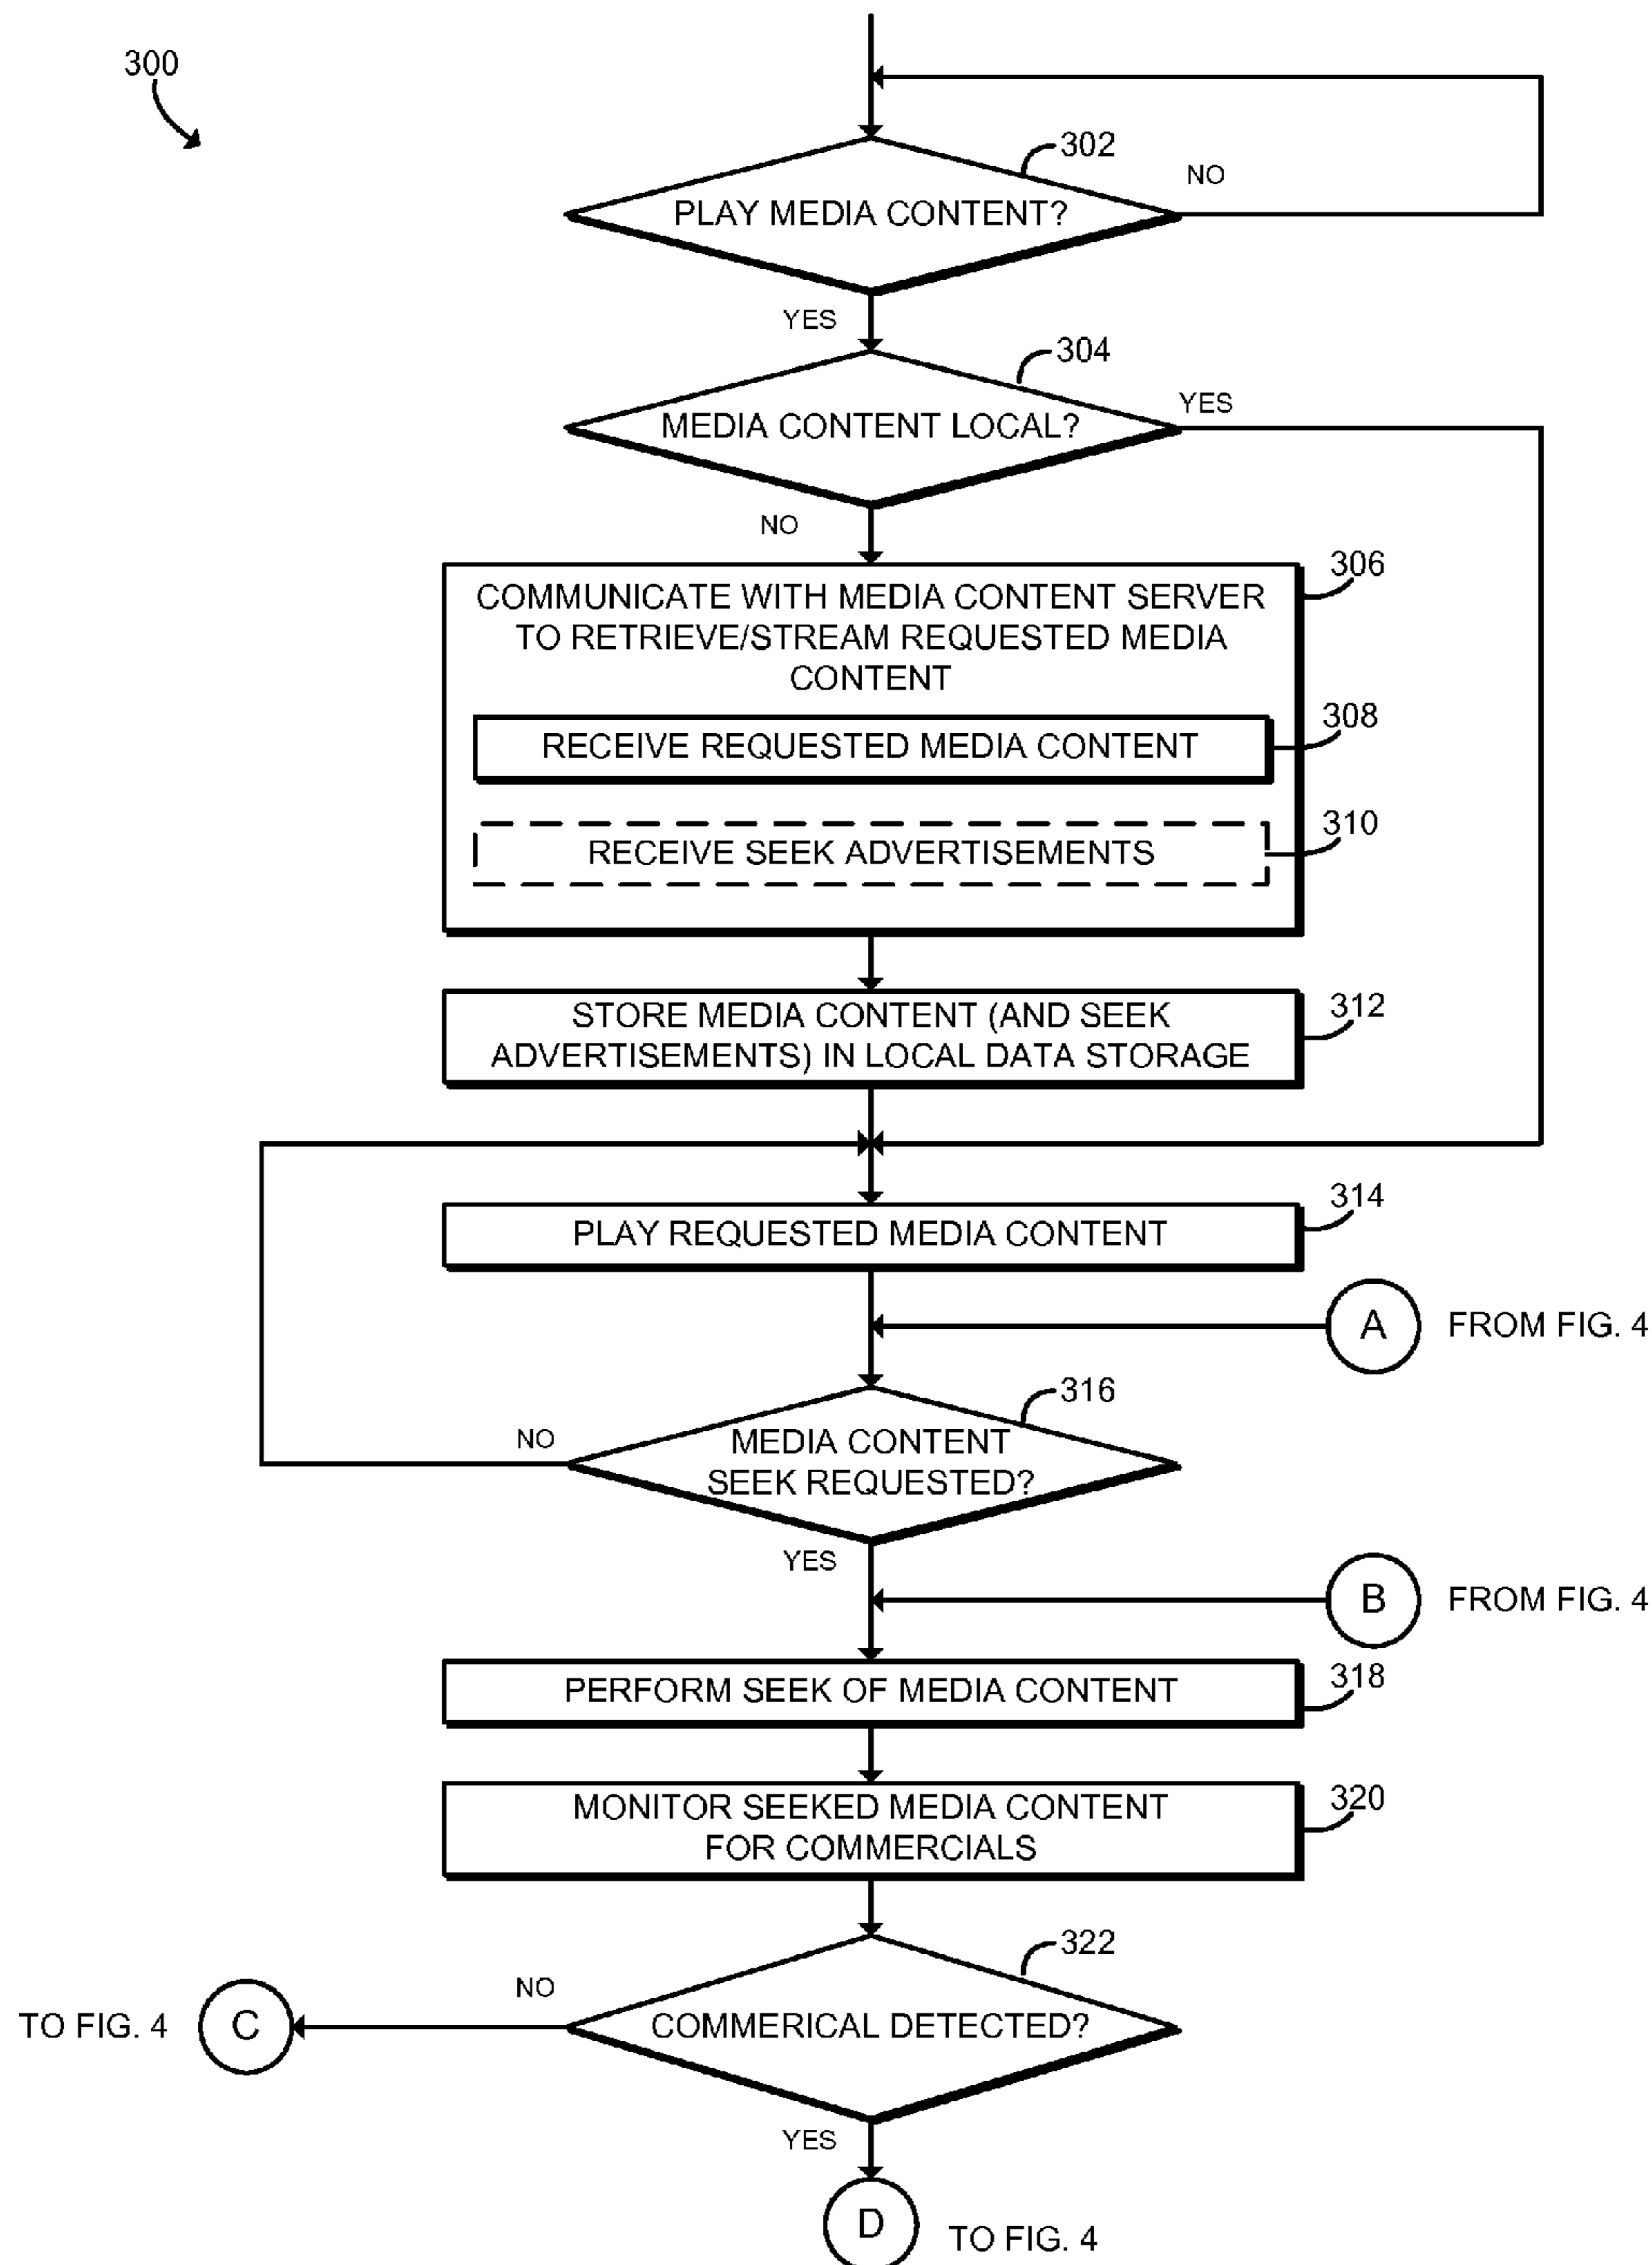 300
302
PLAY MEDIA CONTENT?
NO
YES
304
MEDIA CONTENT LOCAL?
YES
NO
306
COMMUNICATE WITH MEDIA CONTENT SERVER
TO RETRIEVE/STREAM REQUESTED MEDIA
CONTENT
308
RECEIVE REQUESTED MEDIA CONTENT
310
RECEIVE SEEK ADVERTISEMENTS
312
STORE MEDIA CONTENT (AND SEEK
ADVERTISEMENTS) IN LOCAL DATA STORAGE
314
PLAY REQUESTED MEDIA CONTENT
A
FROM FIG. 4
316
MEDIA CONTENT
SEEK REQUESTED?
NO
YES
B
FROM FIG. 4
318
PERFORM SEEK OF MEDIA CONTENT
320
MONITOR SEEKED MEDIA CONTENT
FOR COMMERCIALS
322
COMMERICAL DETECTED?
NO
TO FIG. 4
C
YES
D
TO FIG. 4